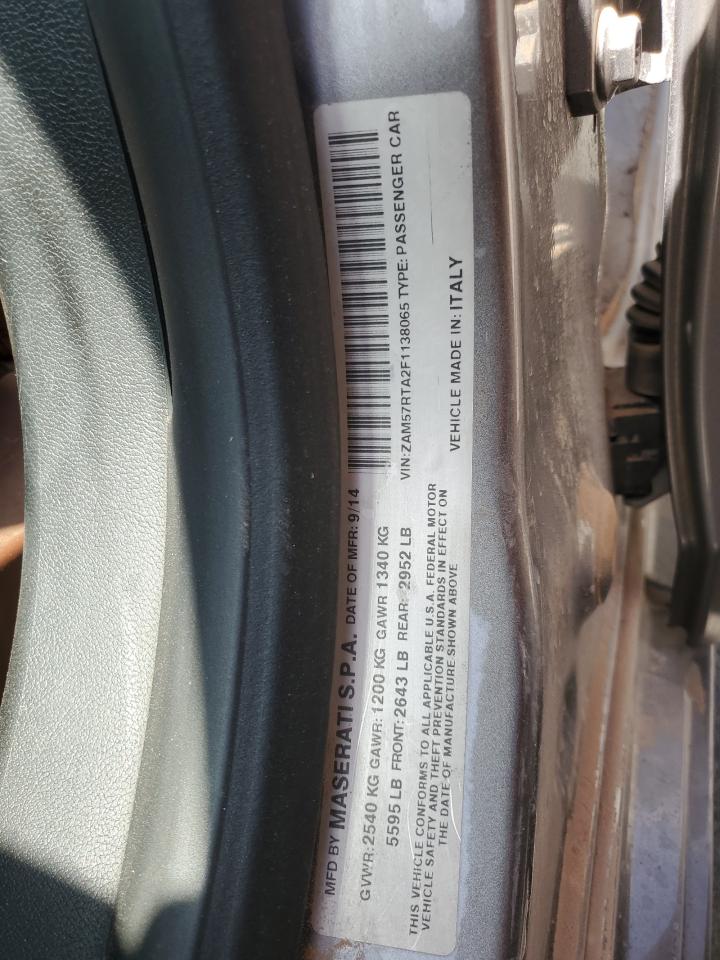 MFD BY MASERATI S.P.A. DATE OF MFR: 9/14
GVWR: 2540 KG GAWR: 1200 KG GAWR 1340 KG
5595 LB FRONT: 2643 LB REAR: 2952 LB
VIN:ZAM57RTA2F1138065 TYPE: PASSENGER CAR
THIS VEHICLE CONFORMS TO ALL APPLICABLE U.S.A. FEDERAL MOTOR
VEHICLE SAFETY AND THEFT PREVENTION STANDARDS IN EFFECT ON
THE DATE OF MANUFACTURE SHOWN ABOVE
VEHICLE MADE IN: ITALY